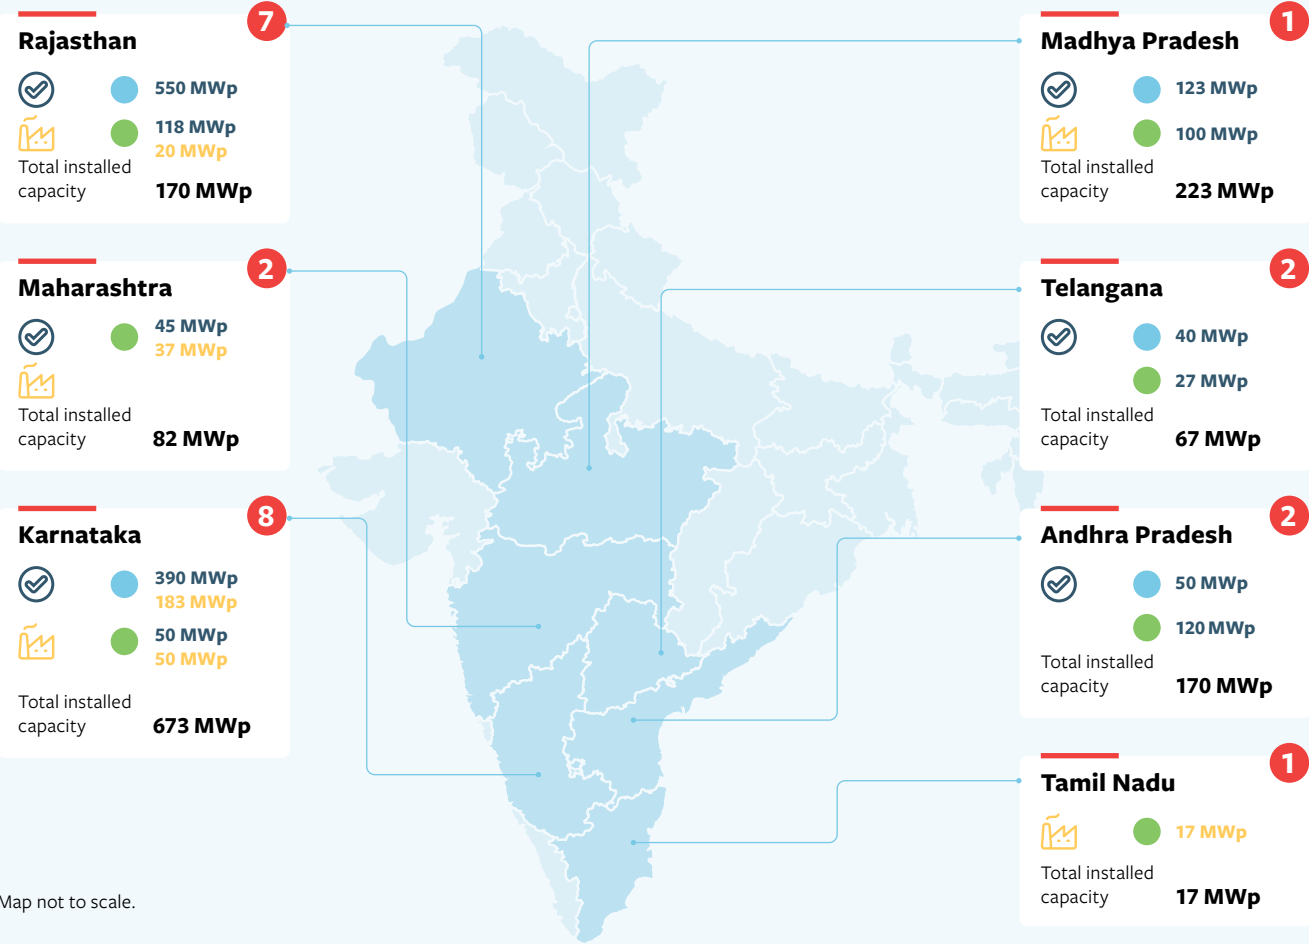 7
Rajasthan
550 MWp
118 MWp
20 MWp
Total installed
capacity
170 MWp
2
Maharashtra
45 MWp
37 MWp
Total installed
capacity
82 MWp
8
Karnataka
390 MWp
183 MWp
50 MWp
50 MWp
Total installed
capacity
673 MWp
1
Madhya Pradesh
123 MWp
100 MWp
Total installed
capacity
223 MWp
2
Telangana
40 MWp
27 MWp
Total installed
capacity
67 MWp
2
Andhra Pradesh
50 MWp
120 MWp
Total installed
capacity
170 MWp
1
Tamil Nadu
17 MWp
Total installed
capacity
17 MWp
Map not to scale.